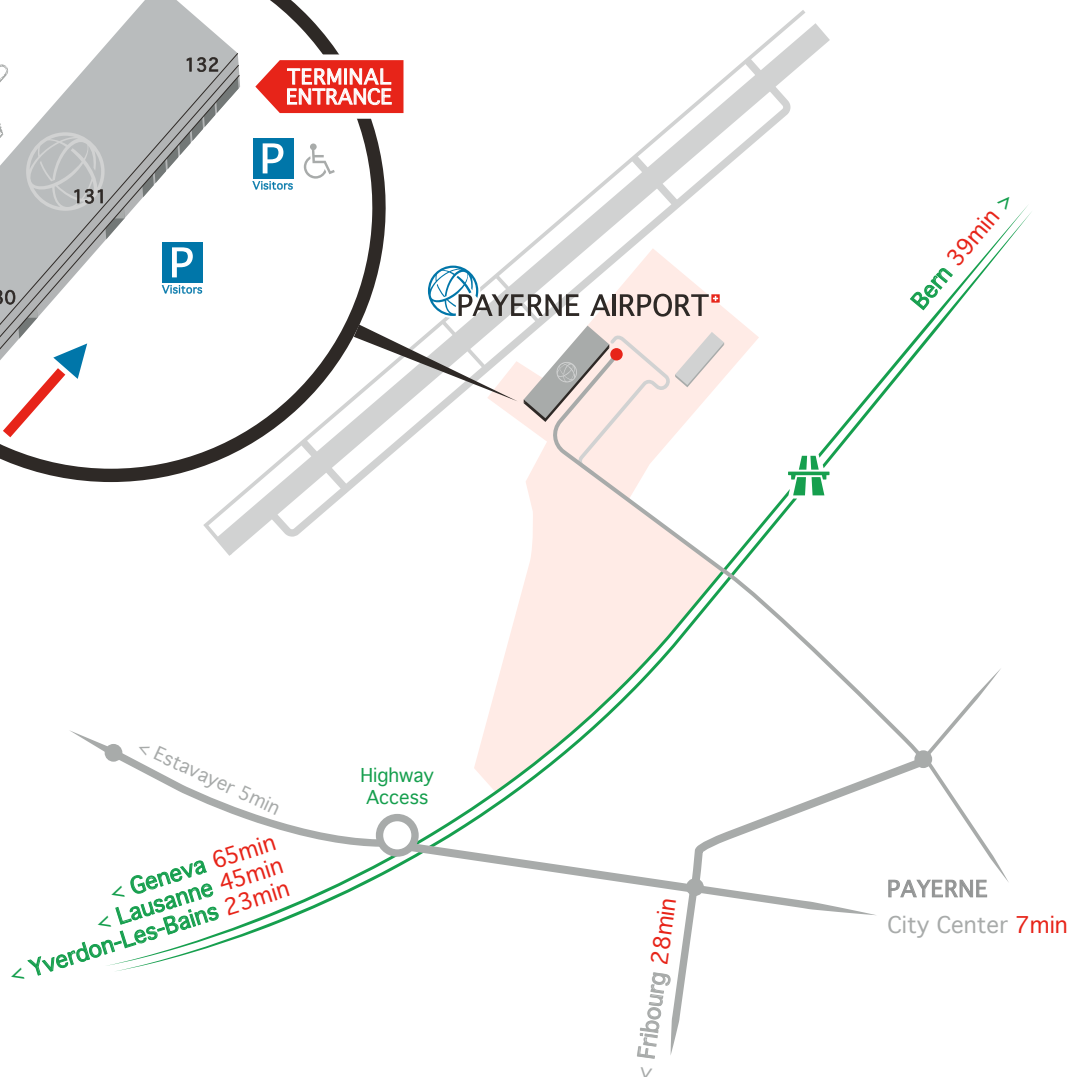 132
TERMINAL
ENTRANCE
P
Visitors
131
P
Visitors
30
PAYERNE AIRPORT
Bern 39min >
< Estavayer 5min
Highway
Access
< Geneva 65min
< Lausanne 45min
< Yverdon-Les-Bains 23min
PAYERNE
City Center 7min
< Fribourg 28min